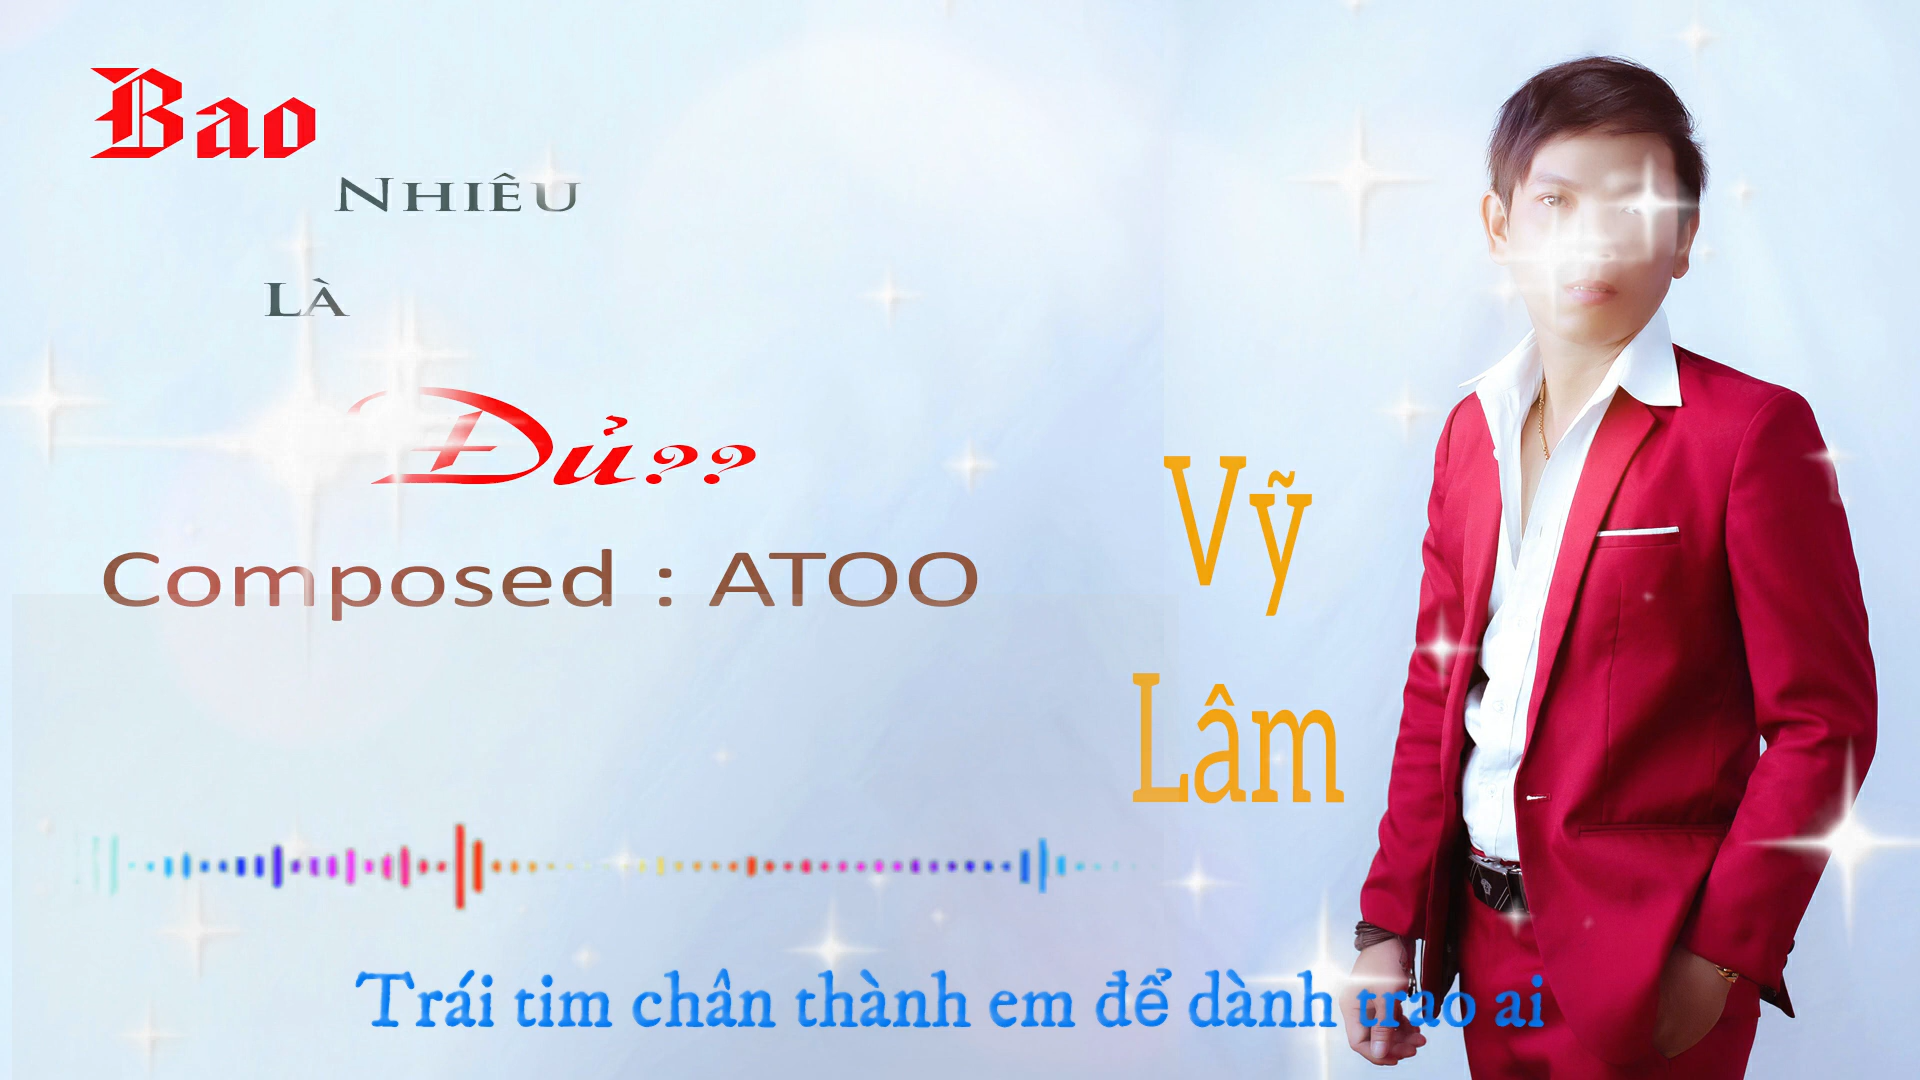 Bao
Nhiêu
Là
Đủ??
Composed : ATOO
Vỹ
Lâm
Trái tim chân thành em để dành trao ai